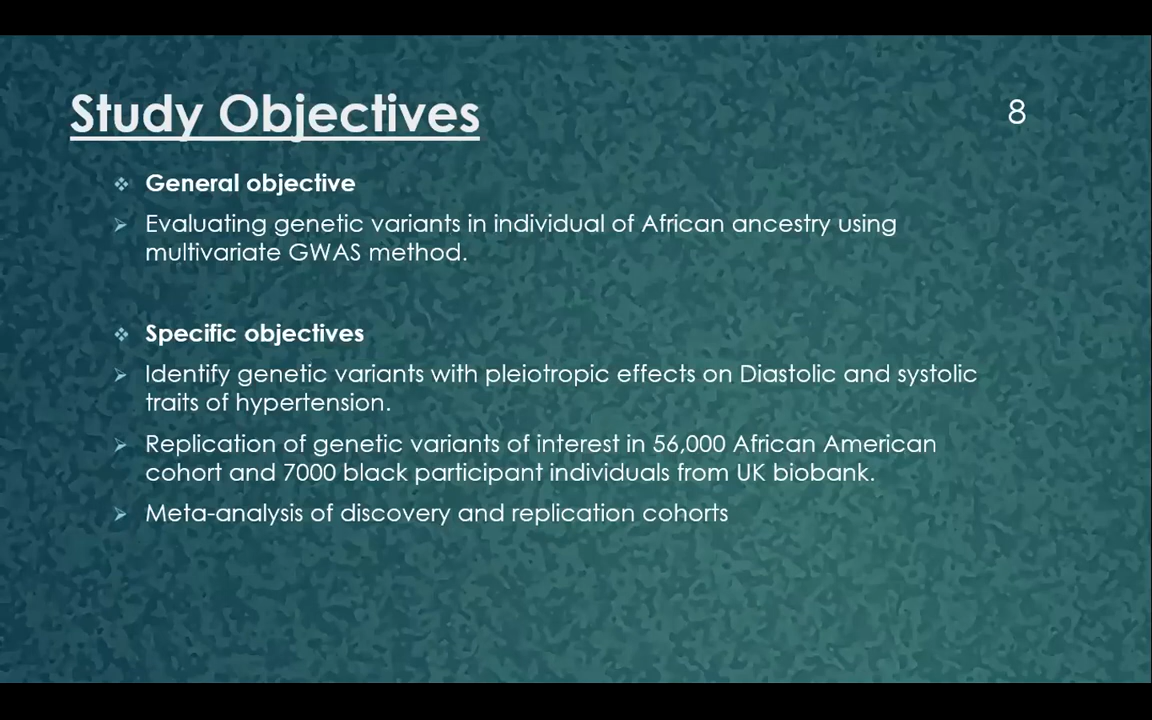 Study Objectives
8
General objective
Evaluating genetic variants in individual of African ancestry using
multivariate GWAS method.
Specific objectives
Identify genetic variants with pleiotropic effects on Diastolic and systolic
traits of hypertension.
Replication of genetic variants of interest in 56,000 African American
cohort and 7000 black participant individuals from UK biobank.
Meta-analysis of discovery and replication cohorts